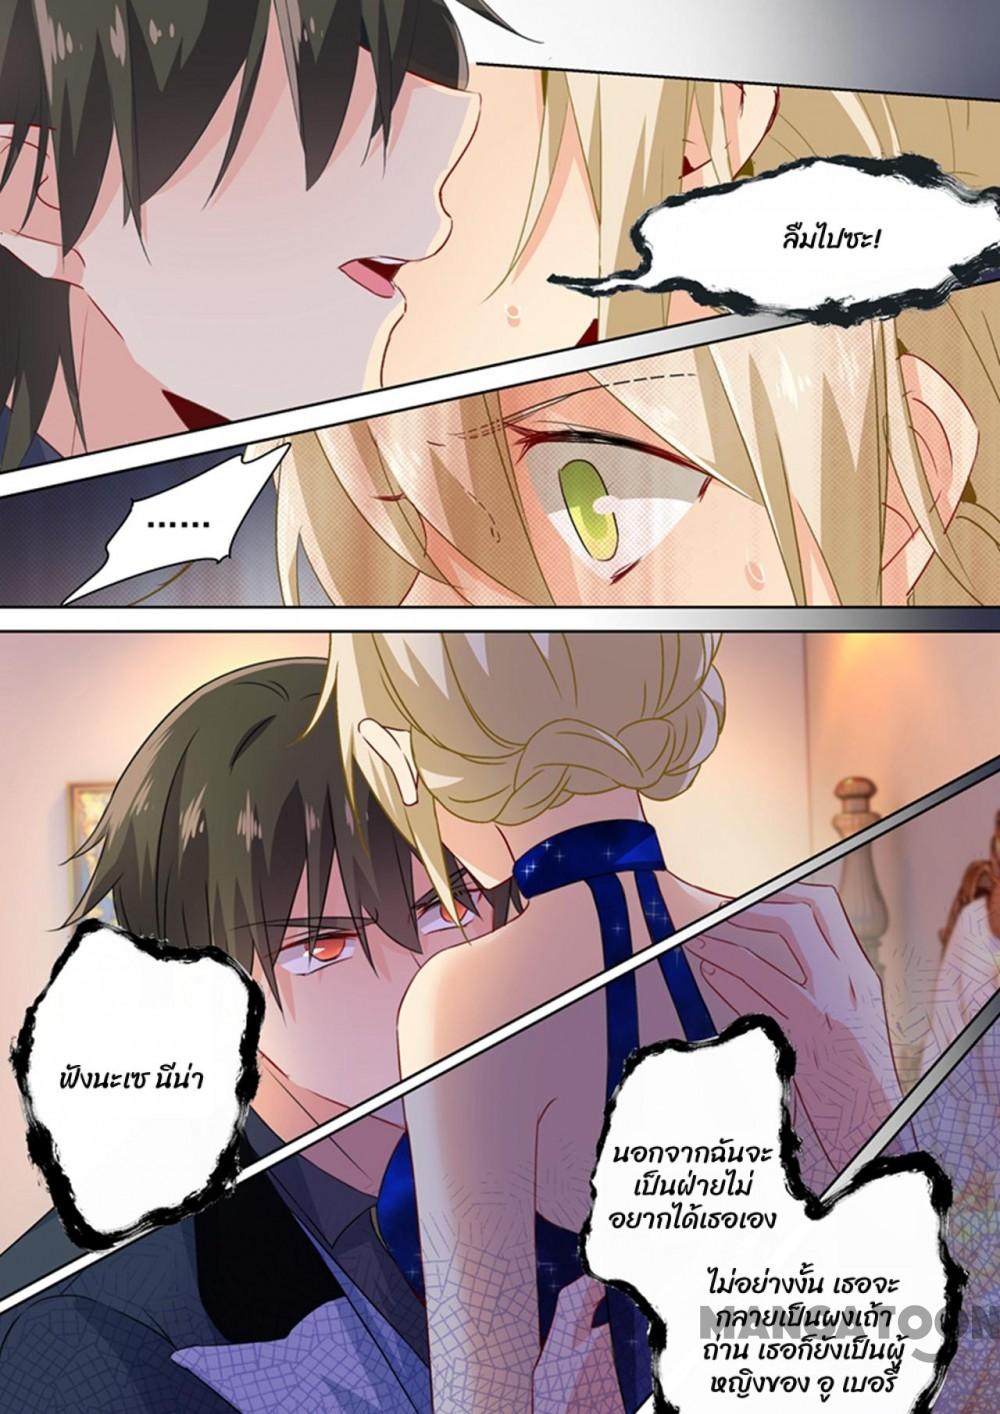 ลืมไปซะ!
......
ฟังนะเซ นีน่า
นอกจากฉันจะ
เป็นฝ่ายไม่
อยากได้เธอเอง
ไม่อย่างงั้น เธอจะ
กลายเป็นผงเถ้า
ถ่าน เธอก็ยังเป็นผู้
หญิงของ อู เบอรี่
MANGATOON